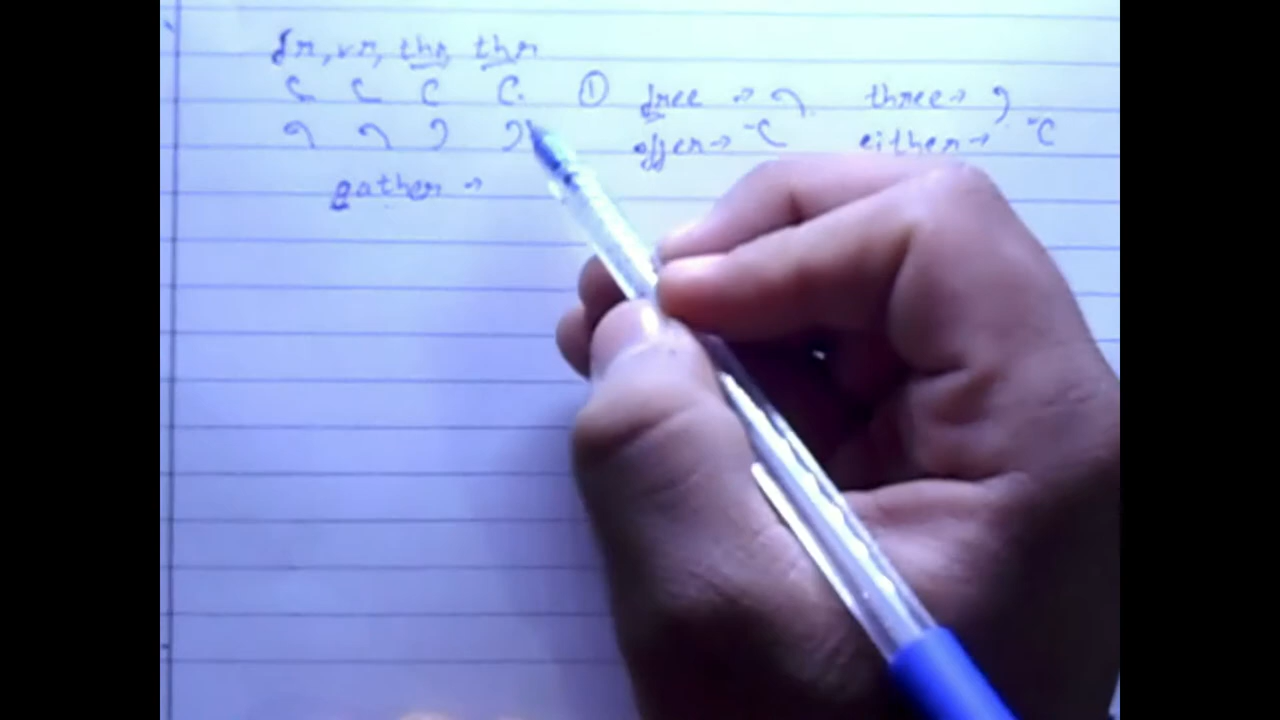 fr, vr, thr, thr
① free → three →
offer → either →
gather →